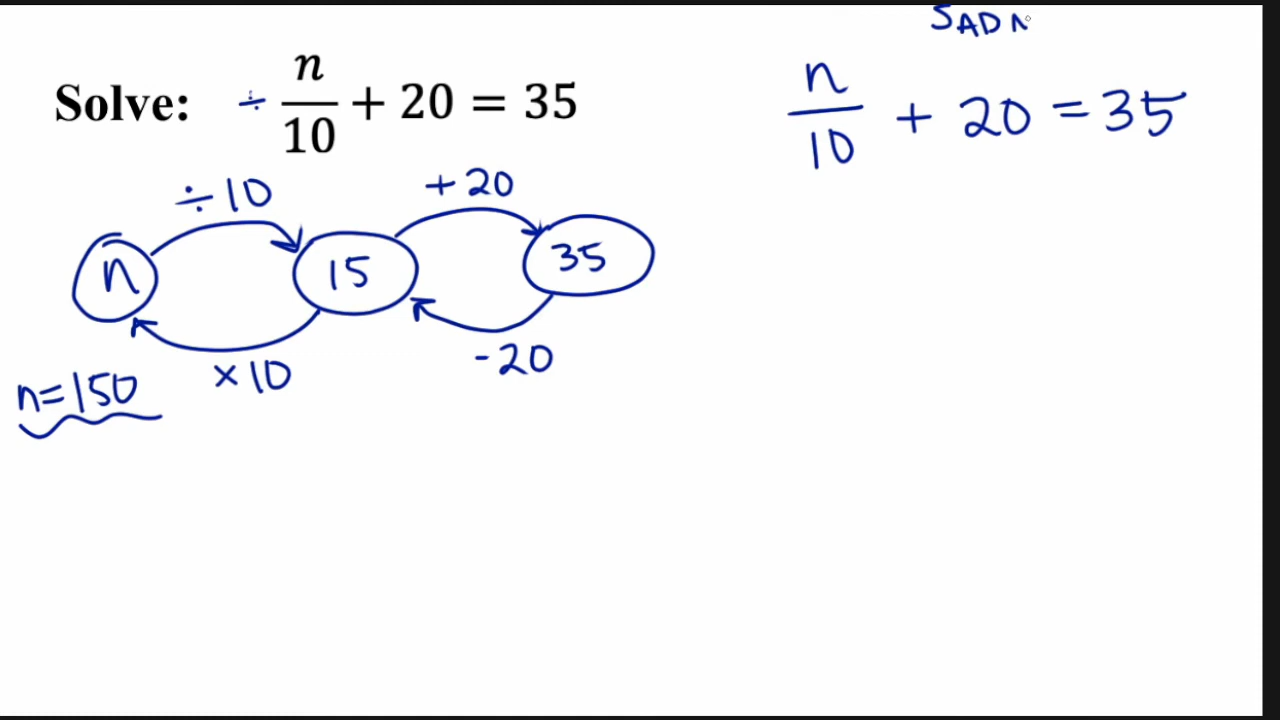 SADM
Solve: ÷ n/10 + 20 = 35
n/10 + 20 = 35
÷10
+20
n
15
35
×10
-20
n=150